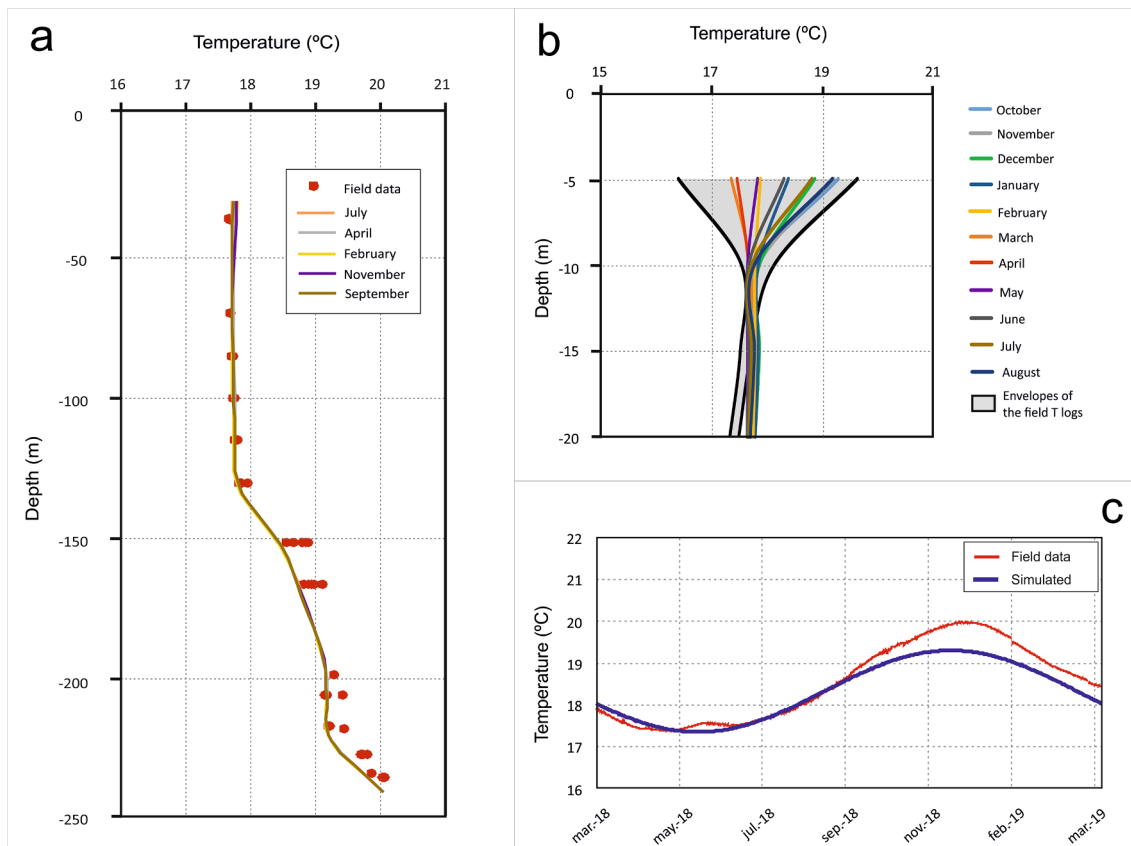 a
Temperature (ºC)
16 17 18 19 20 21
0
-50
-100
-150
-200
-250
Depth (m)
Field data
July
April
February
November
September
b
Temperature (ºC)
15 17 19 21
0
-5
-10
-15
-20
Depth (m)
October
November
December
January
February
March
April
May
June
July
August
Envelopes of
the field T logs
c
22
21
20
19
18
17
16
Temperature (ºC)
Field data
Simulated
mar.-18 may.-18 jul.-18 sep.-18 nov.-18 feb.-19 mar.-19